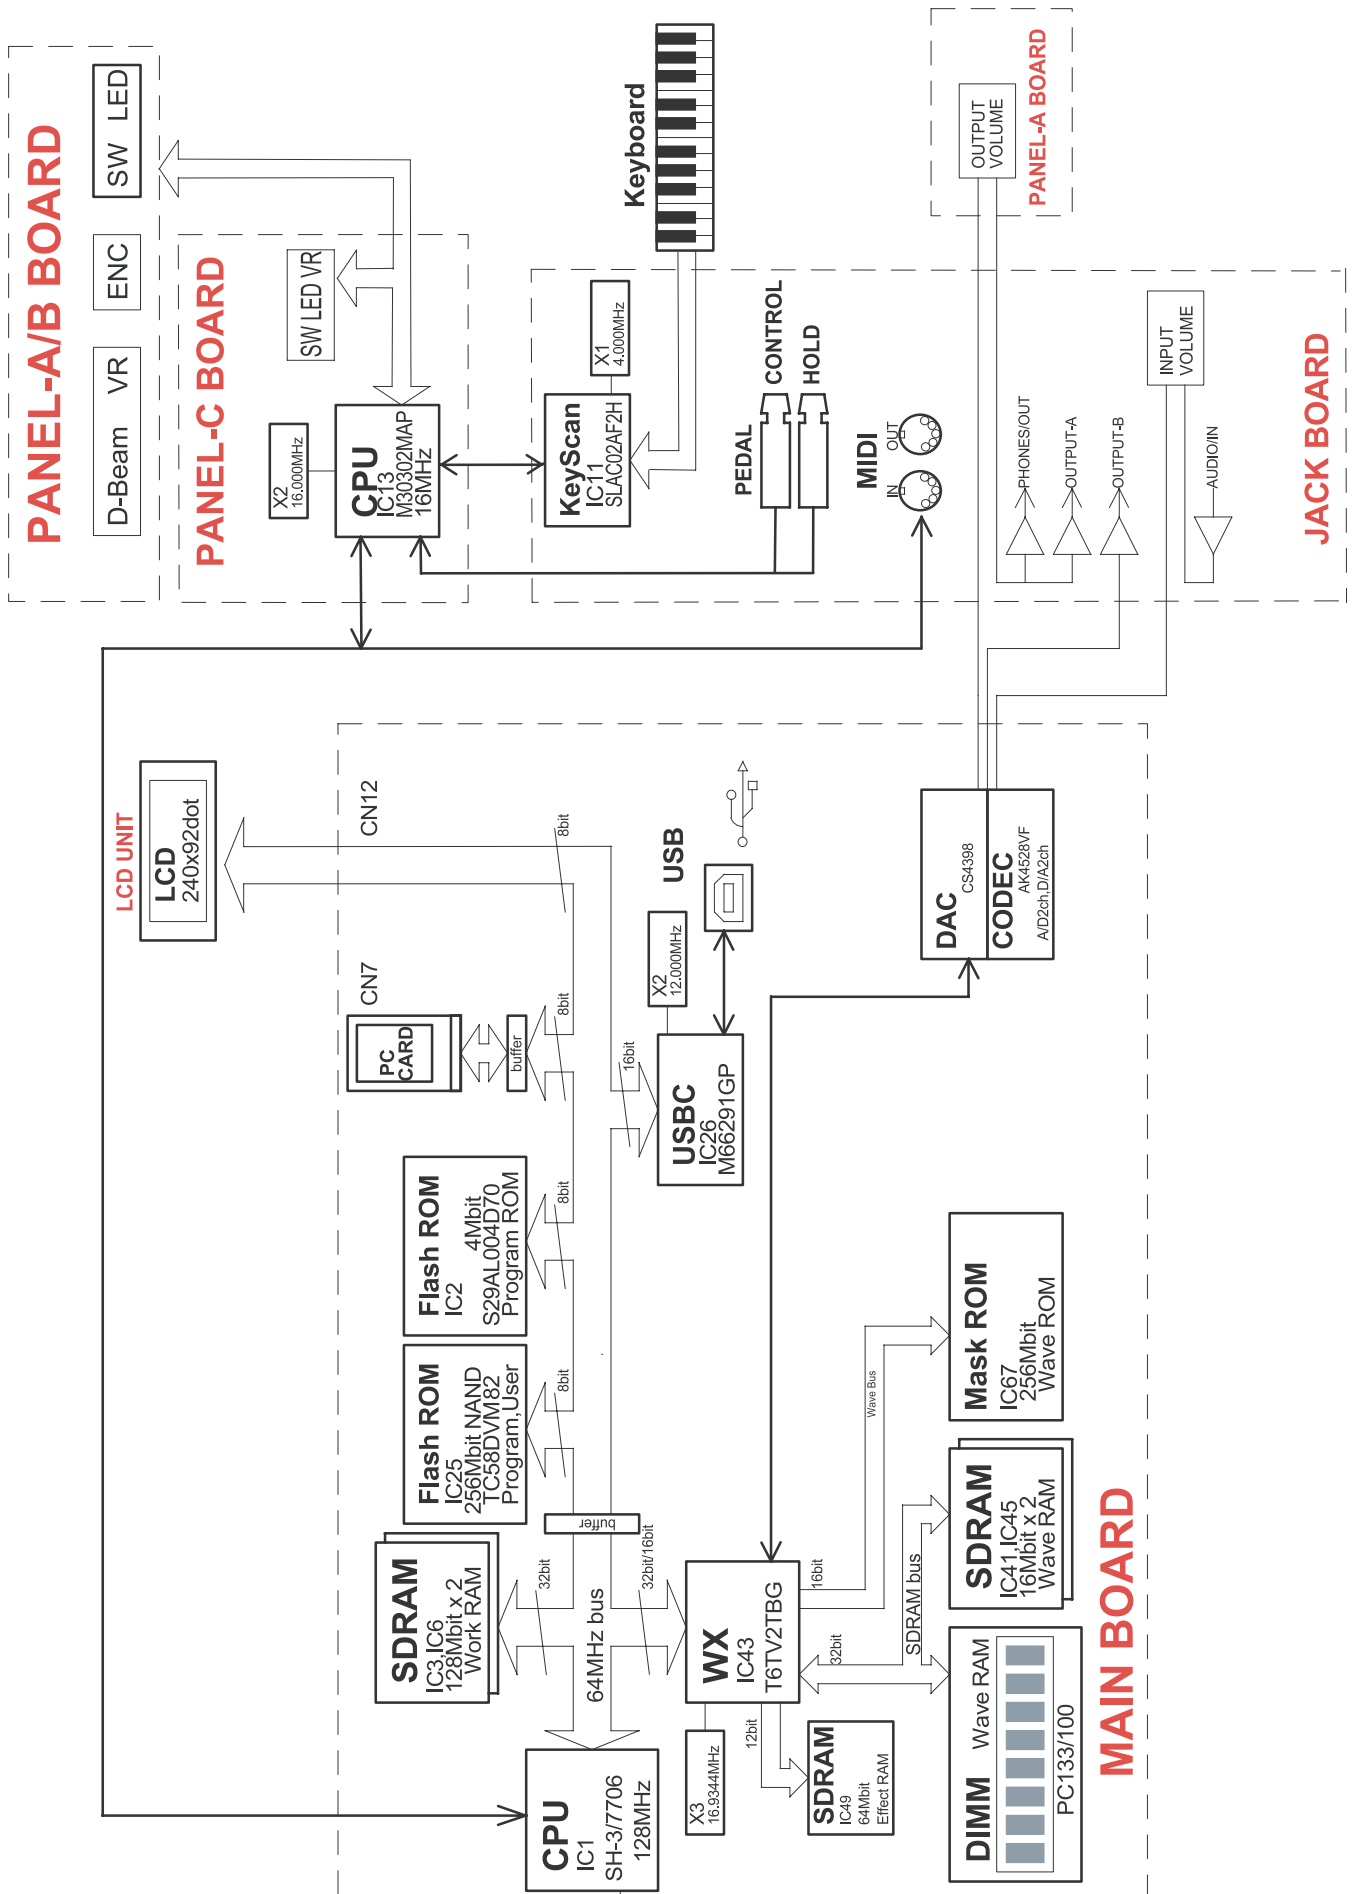 PANEL-A/B BOARD
D-Beam VR
ENC
SW LED
PANEL-C BOARD
SW LED VR
X2
16.000MHz
CPU
IC13
M30302MAP
16MHz
KeyScan
IC11
SLAC02AF2H
X1
4.000MHz
Keyboard
PEDAL
CONTROL
HOLD
MIDI
IN
OUT
PANEL-A BOARD
OUTPUT
VOLUME
INPUT
VOLUME
PHONES/OUT
OUTPUT-A
OUTPUT-B
AUDIO/IN
JACK BOARD
LCD UNIT
LCD
240x92dot
CN12
8bit
CN7
PC
CARD
buffer
8bit
16bit
USB
X2
12.000MHz
USBC
IC26
M66291GP
DAC
CS4398
CODEC
AK4528VF
A/D2ch,D/A2ch
Flash ROM
IC2
4Mbit
S29AL004D70
Program ROM
8bit
Flash ROM
IC25
256Mbit NAND
TC58DVM82
Program,User
8bit
buffer
SDRAM
IC3,IC6
128Mbit x 2
Work RAM
32bit
32bit/16bit
64MHz bus
CPU
IC1
SH-3/7706
128MHz
WX
IC43
T6TV2TBG
X3
16.9344MHz
12bit
16bit
32bit
Wave Bus
SDRAM bus
SDRAM
IC49
64Mbit
Effect RAM
Mask ROM
IC67
256Mbit
Wave ROM
SDRAM
IC41,IC45
16Mbit x 2
Wave RAM
DIMM Wave RAM
PC133/100
MAIN BOARD